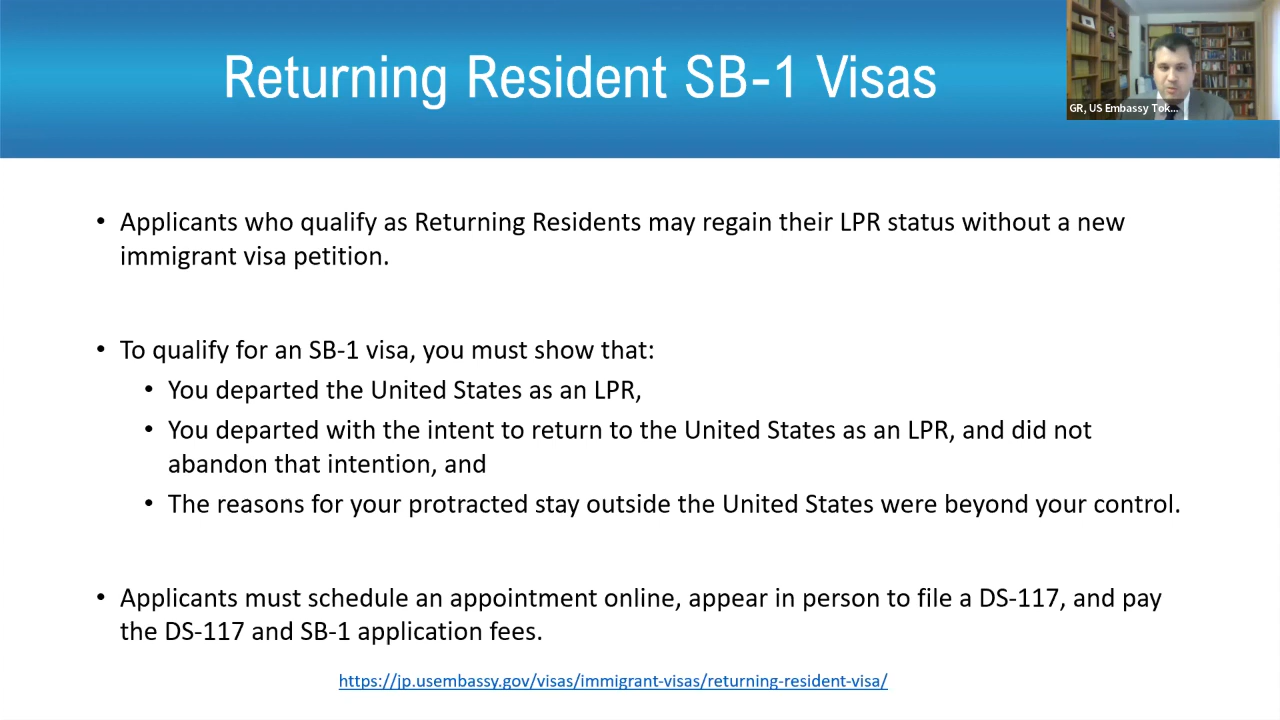 Returning Resident SB-1 Visas
GR, US Embassy Tok...
• Applicants who qualify as Returning Residents may regain their LPR status without a new
immigrant visa petition.
• To qualify for an SB-1 visa, you must show that:
• You departed the United States as an LPR,
• You departed with the intent to return to the United States as an LPR, and did not
abandon that intention, and
• The reasons for your protracted stay outside the United States were beyond your control.
• Applicants must schedule an appointment online, appear in person to file a DS-117, and pay
the DS-117 and SB-1 application fees.
https://jp.usembassy.gov/visas/immigrant-visas/returning-resident-visa/